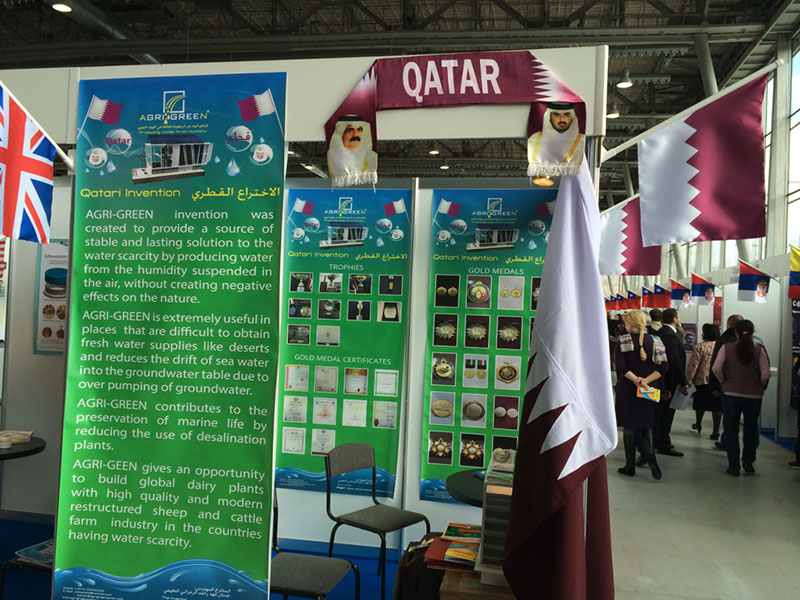 QATAR
AGRI GREEN
Producing Water From Humidity
Qatar
قطر
Qatari Invention الاختراع القطري
AGRI-GREEN invention was
created to provide a source of
stable and lasting solution to the
water scarcity by producing water
from the humidity suspended in
the air, without creating negative
effects on the nature.
AGRI-GREEN is extremely useful in
places that are difficult to obtain
fresh water supplies like deserts
and reduces the drift of sea water
into the groundwater table due to
over pumping of groundwater.
AGRI-GREEN contributes to the
preservation of marine life by
reducing the use of desalination
plants.
AGRI-GEEN gives an opportunity
to build global dairy plants
with high quality and modern
restructured sheep and cattle
farm industry in the countries
having water scarcity.
AGRI GREEN
Qatari Invention الاختراع القطري
TROPHIES
GOLD MEDAL CERTIFICATES
AGRI GREEN
Qatari Invention الاختراع القطري
GOLD MEDALS